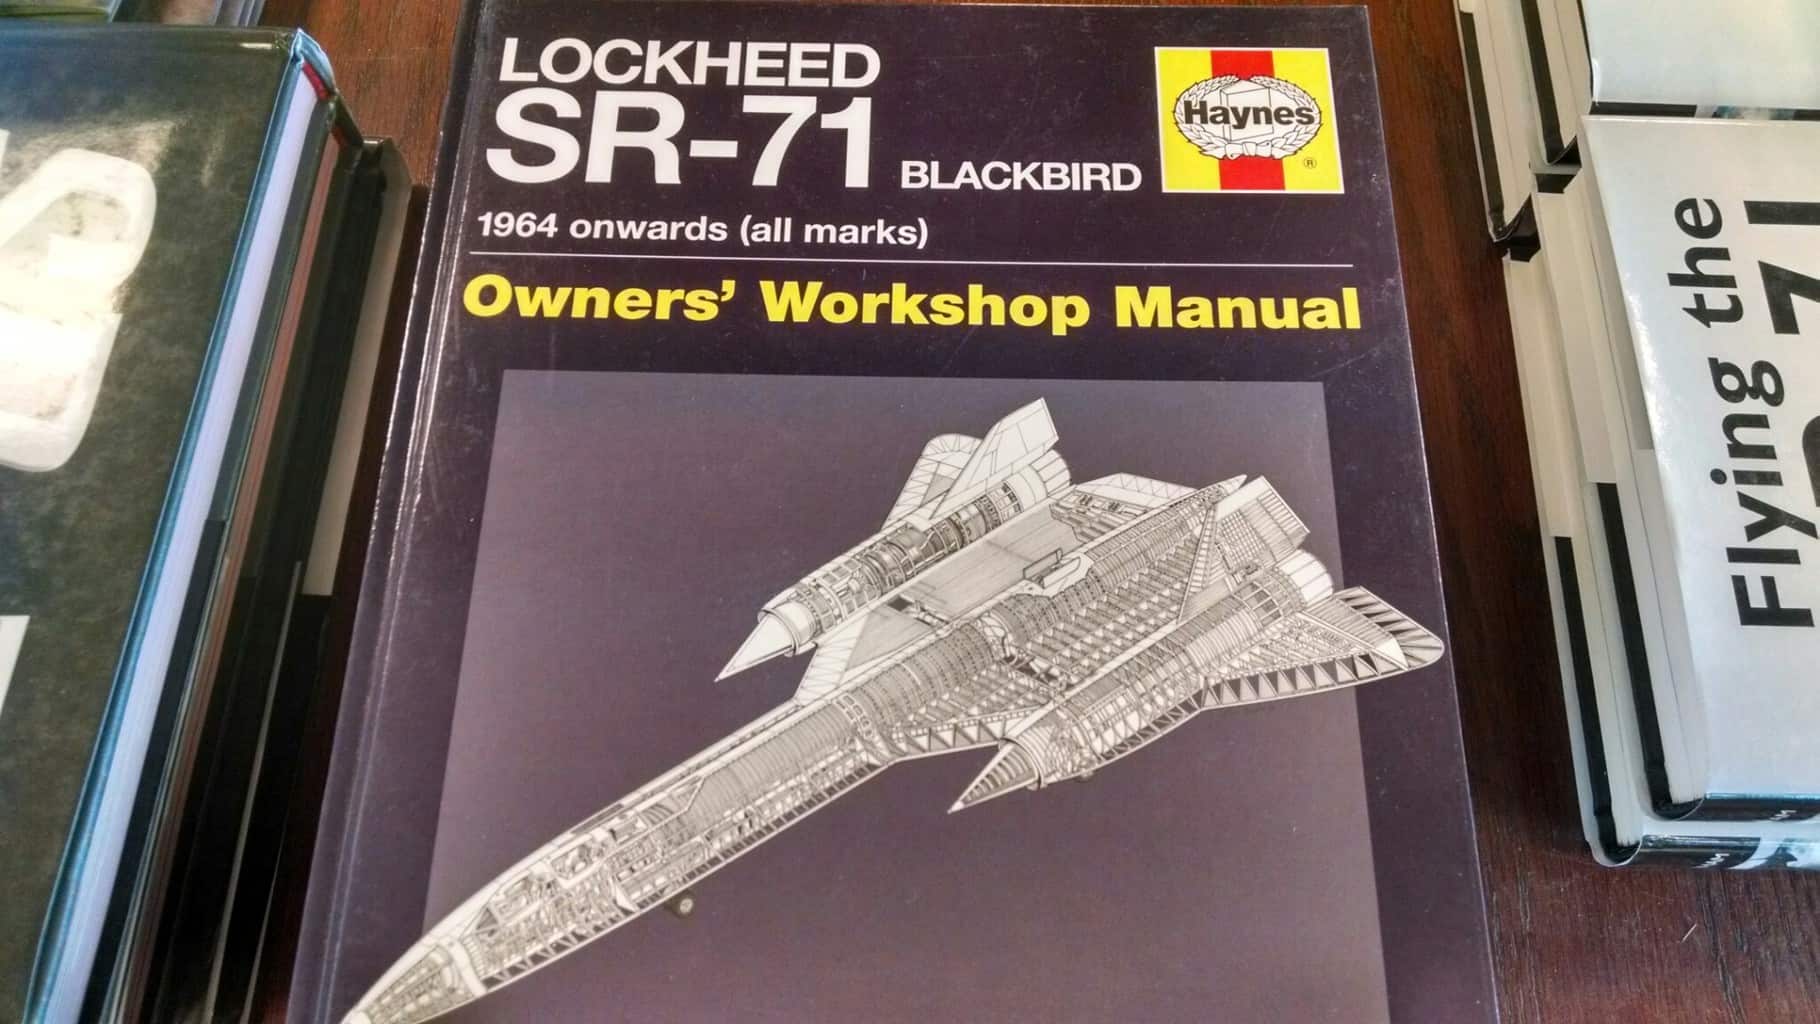 LOCKHEED
SR-71 BLACKBIRD
1964 onwards (all marks)
Haynes
®
Owners' Workshop Manual
Flying the